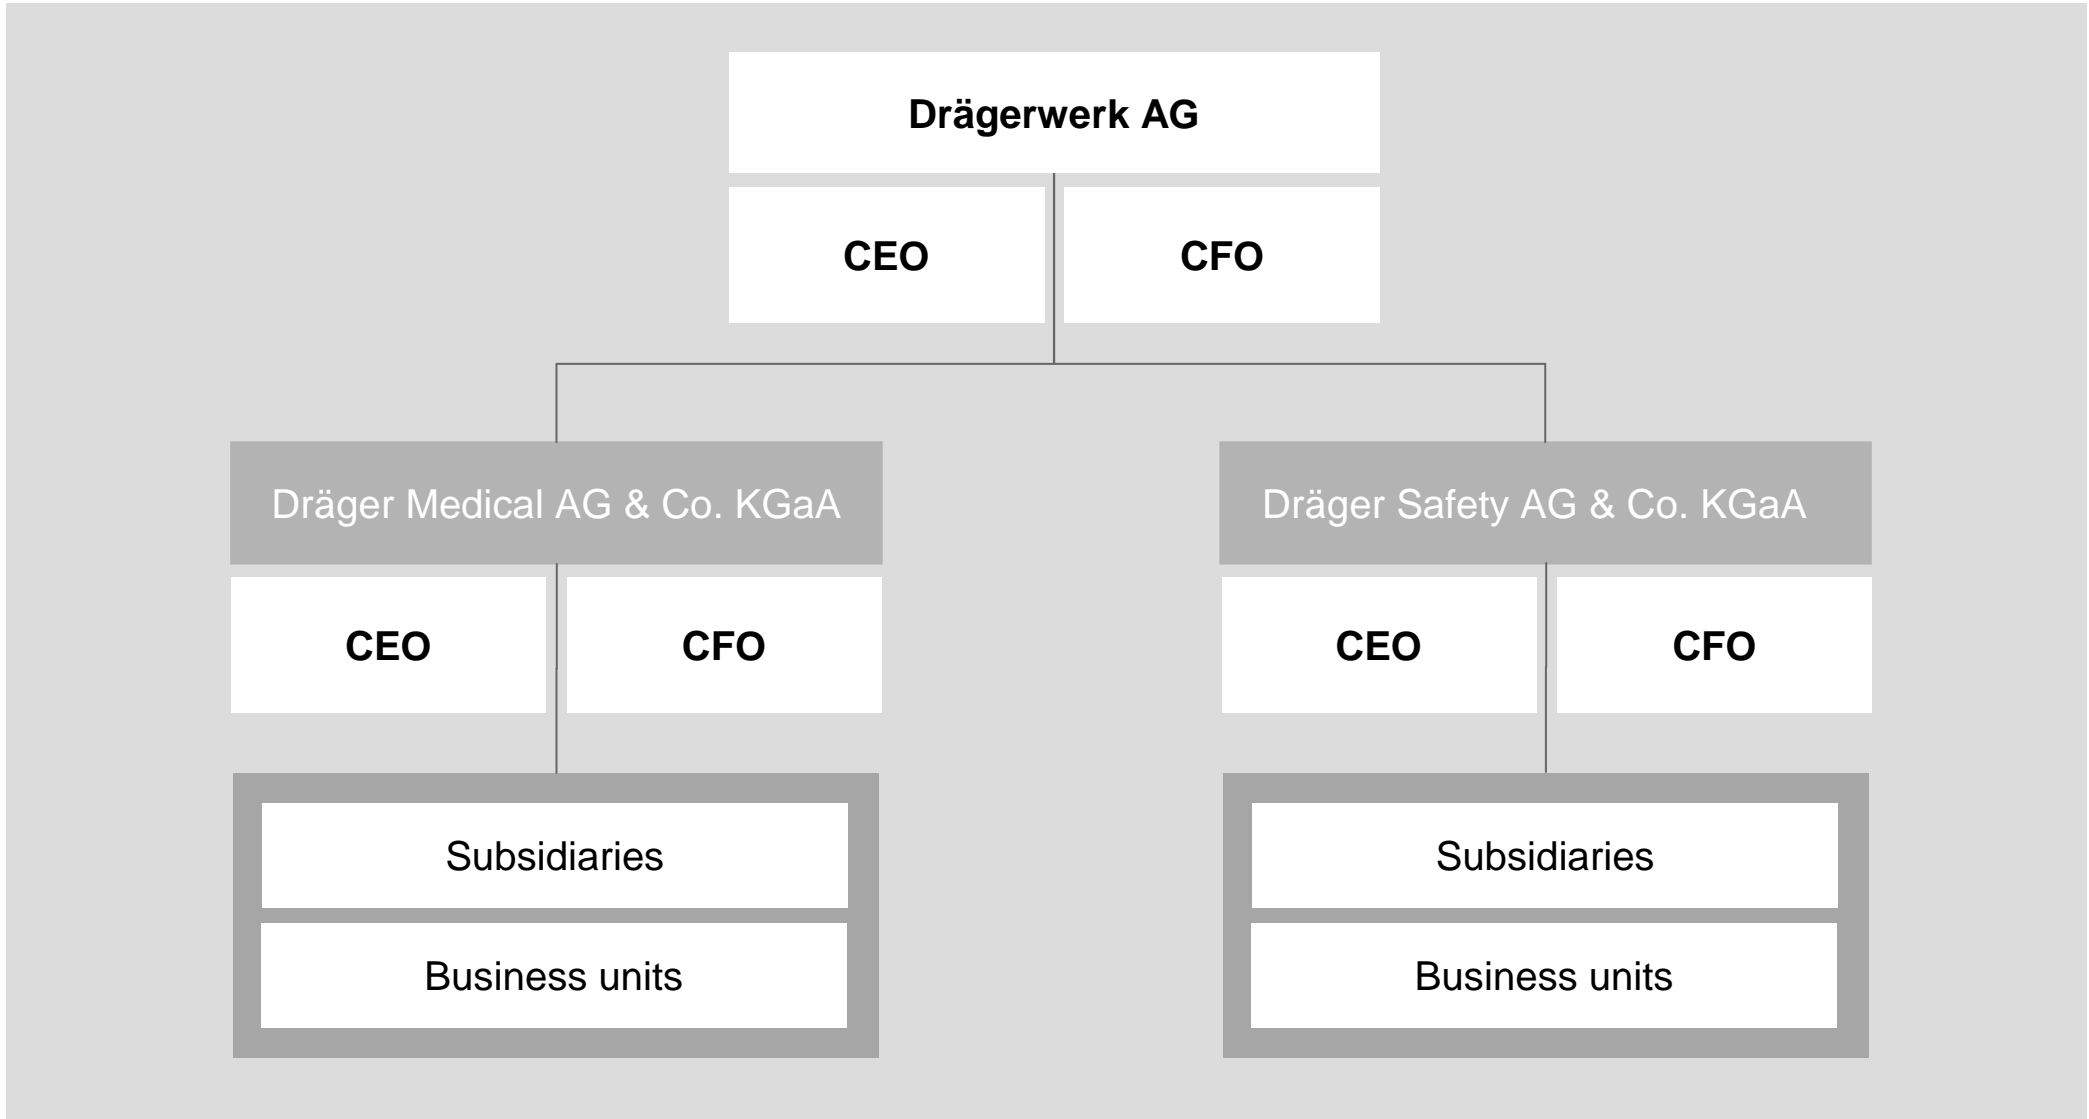 Drägerwerk AG
CEO
CFO
Dräger Medical AG & Co. KGaA
Dräger Safety AG & Co. KGaA
CEO
CFO
CEO
CFO
Subsidiaries
Subsidiaries
Business units
Business units